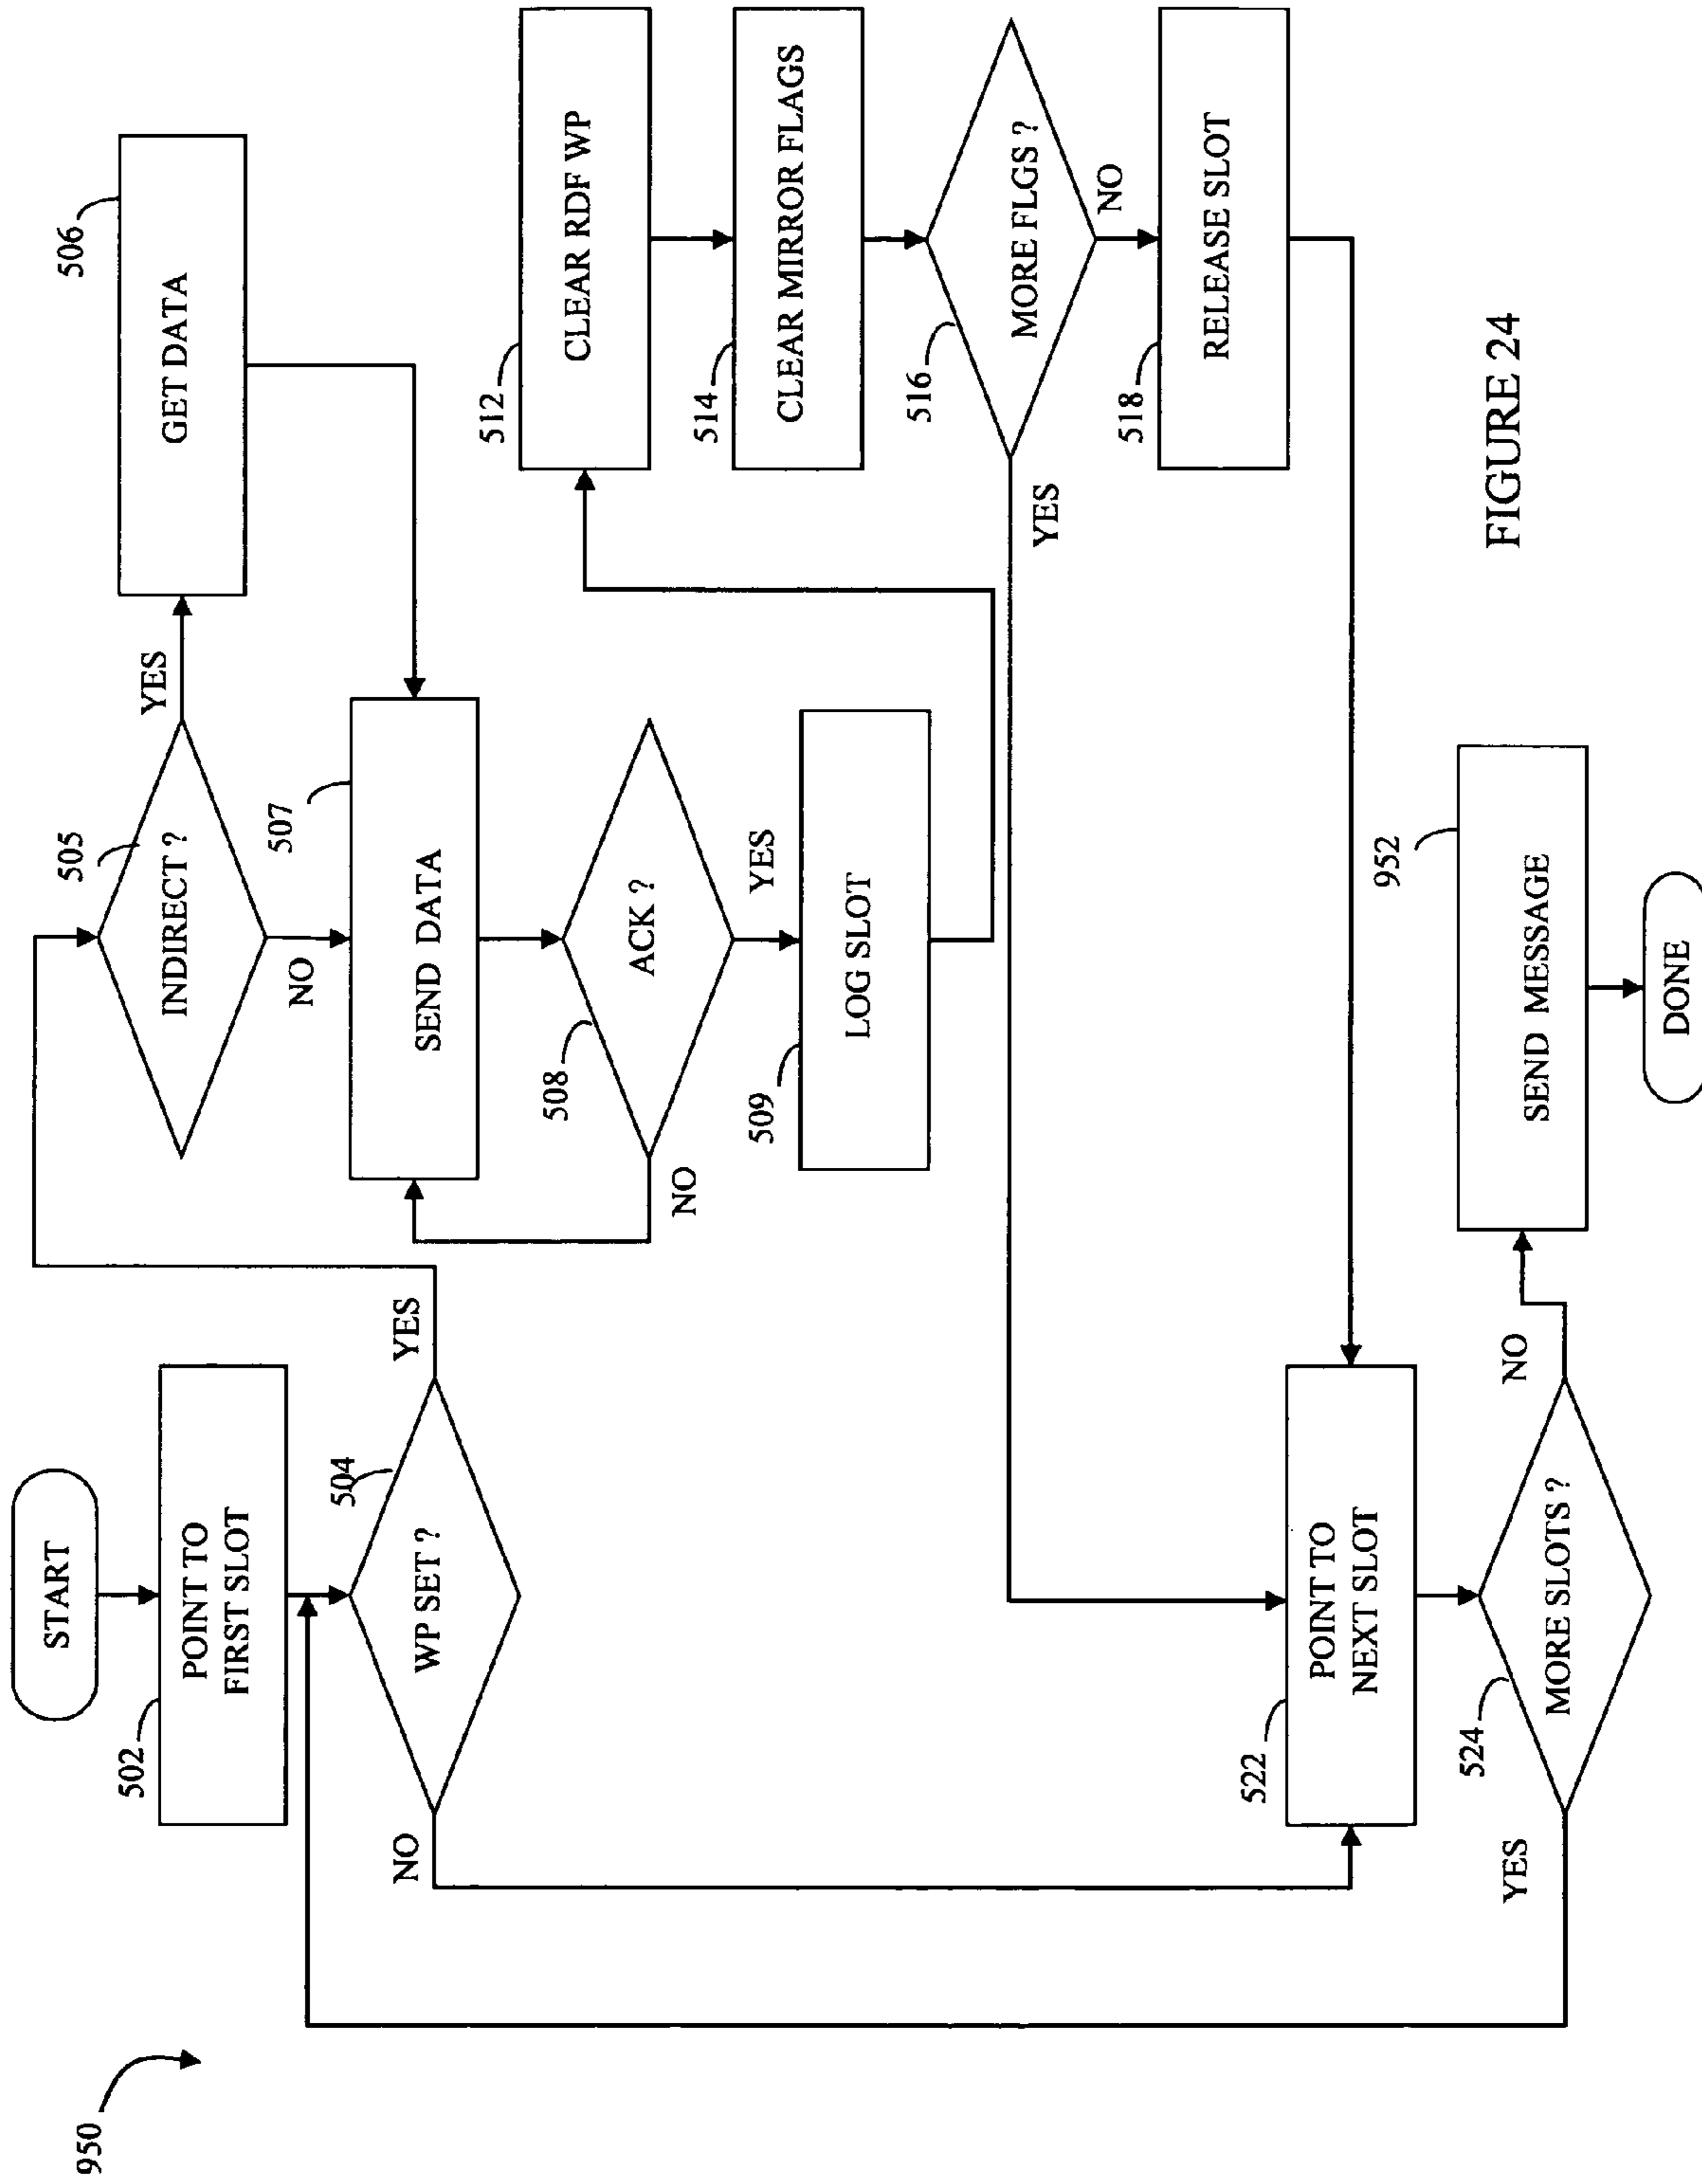 950
START
502
POINT TO
FIRST SLOT
504
WP SET ?
YES
NO
505
INDIRECT ?
YES
NO
506
GET DATA
507
SEND DATA
508
ACK ?
NO
YES
509
LOG SLOT
512
CLEAR RDF WP
514
CLEAR MIRROR FLAGS
516
MORE FLGS ?
YES
NO
518
RELEASE SLOT
522
POINT TO
NEXT SLOT
524
MORE SLOTS ?
YES
NO
952
SEND MESSAGE
DONE
FIGURE 24